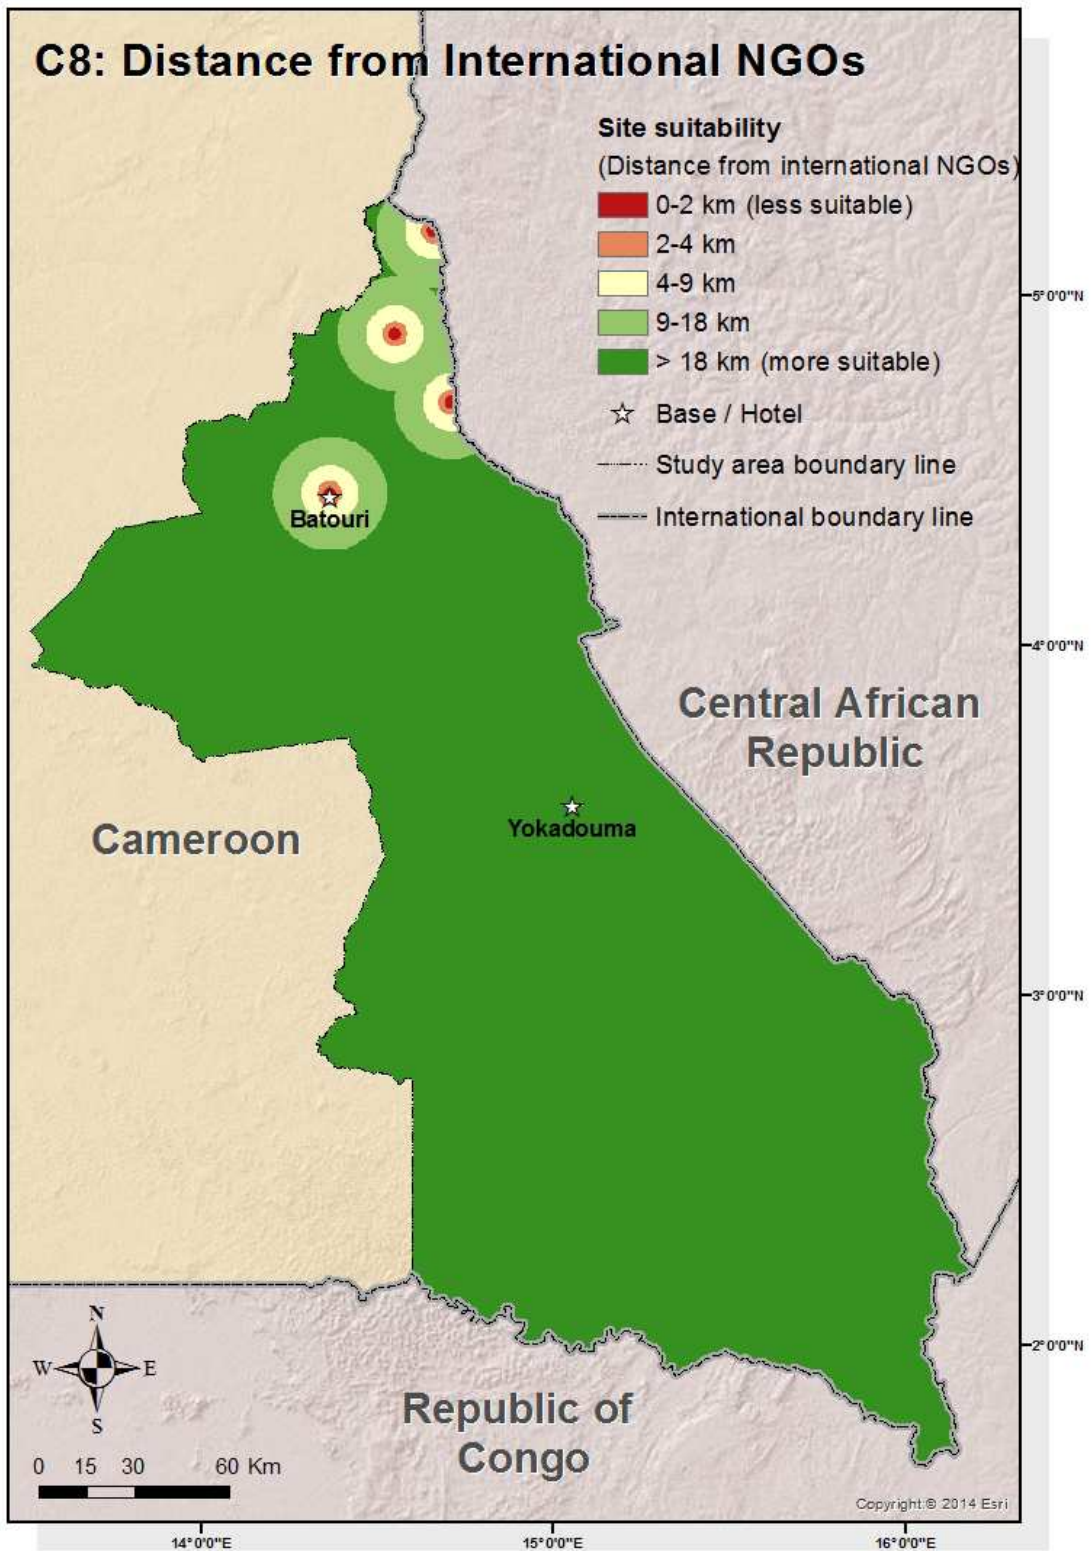 C8: Distance from International NGOs
Site suitability
(Distance from international NGOs)
0-2 km (less suitable)
2-4 km
4-9 km
9-18 km
> 18 km (more suitable)
Base / Hotel
Study area boundary line
International boundary line
5°0'0"N
Batouri
4°0'0"N
Central African
Republic
Cameroon
Yokadouma
3°0'0"N
2°0'0"N
N
W
E
S
Republic of
Congo
0 15 30 60 Km
Copyright:© 2014 Esri
14°0'0"E
15°0'0"E
16°0'0"E